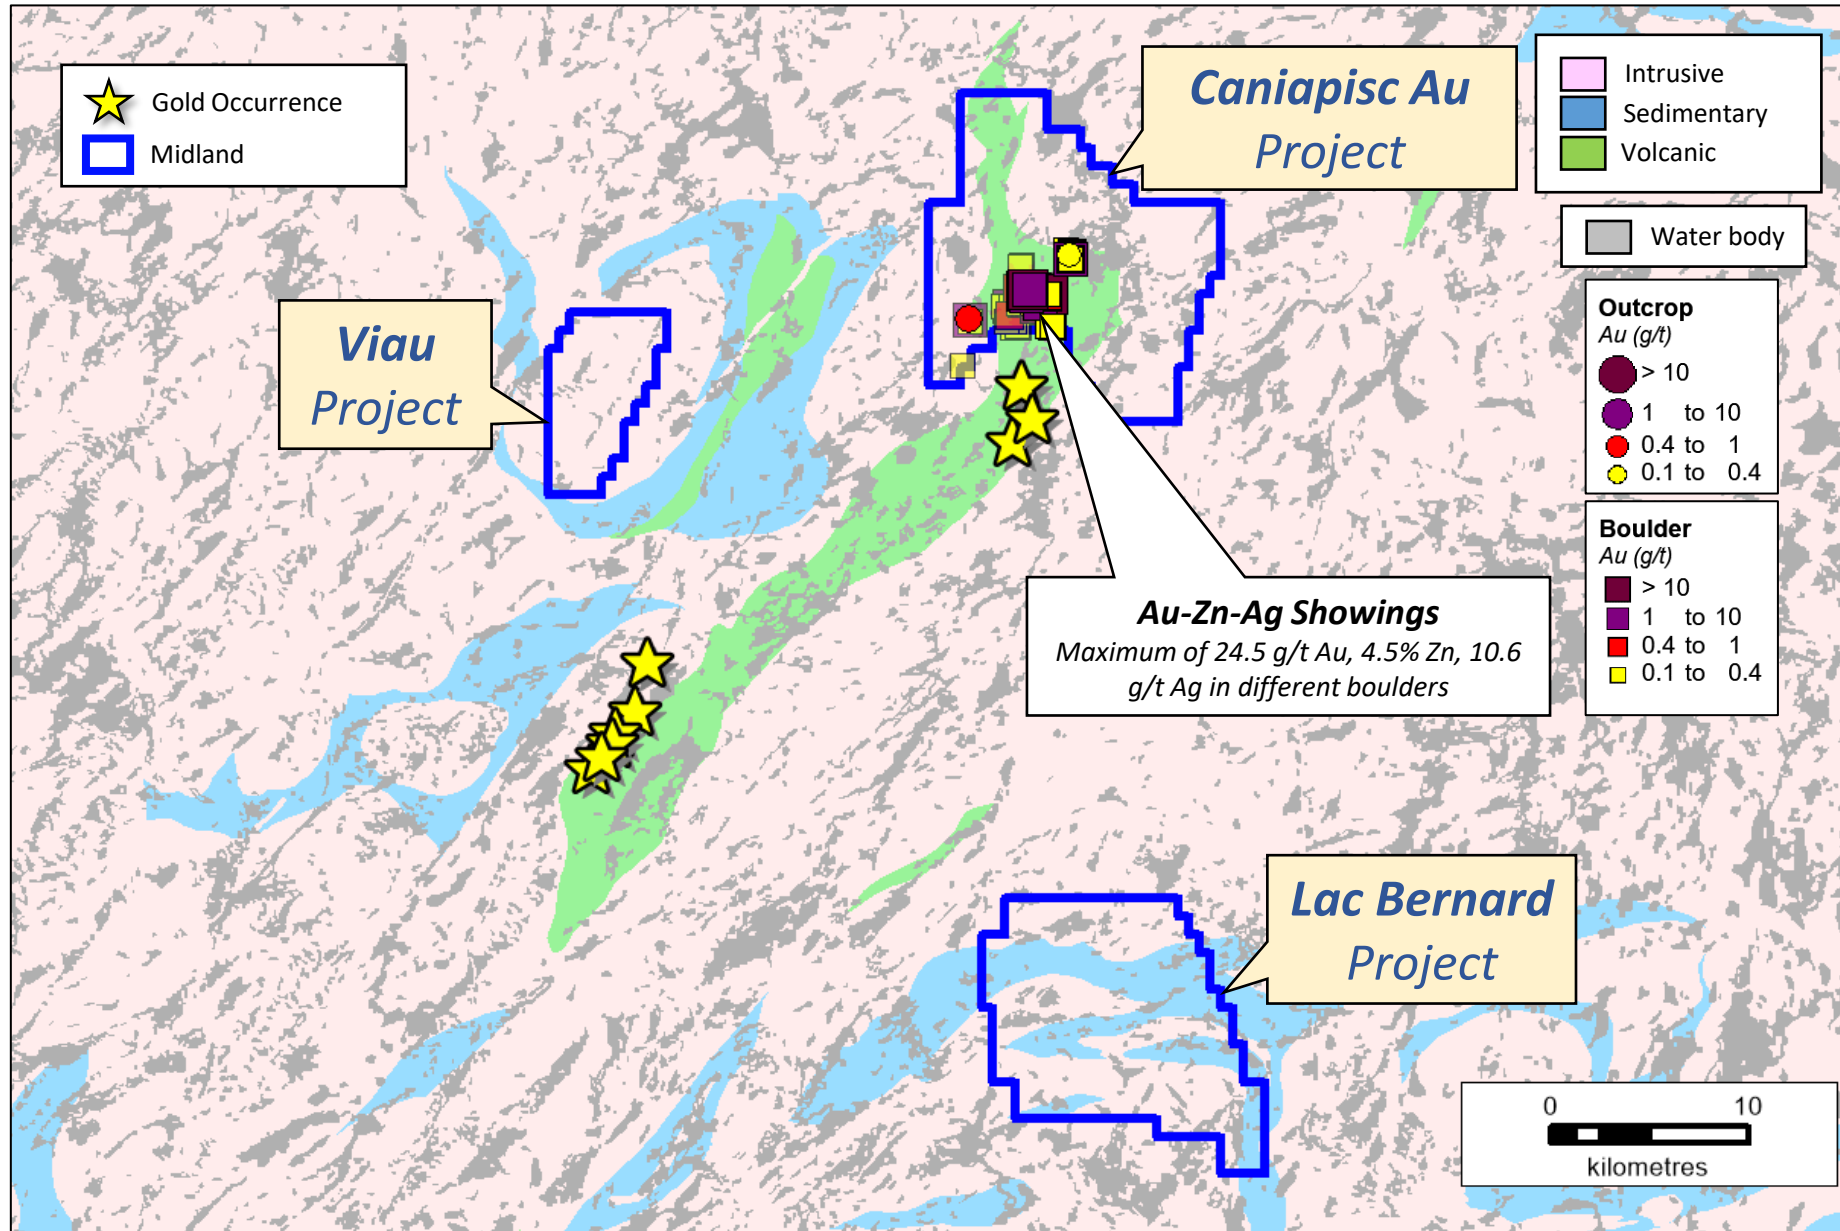 Gold Occurrence
Midland
Caniapisc Au
Project
Intrusive
Sedimentary
Volcanic
Water body
Viau
Project
Outcrop
Au (g/t)
> 10
1 to 10
0.4 to 1
0.1 to 0.4
Boulder
Au (g/t)
> 10
1 to 10
0.4 to 1
0.1 to 0.4
Au-Zn-Ag Showings
Maximum of 24.5 g/t Au, 4.5% Zn, 10.6
g/t Ag in different boulders
Lac Bernard
Project
0 10
kilometres